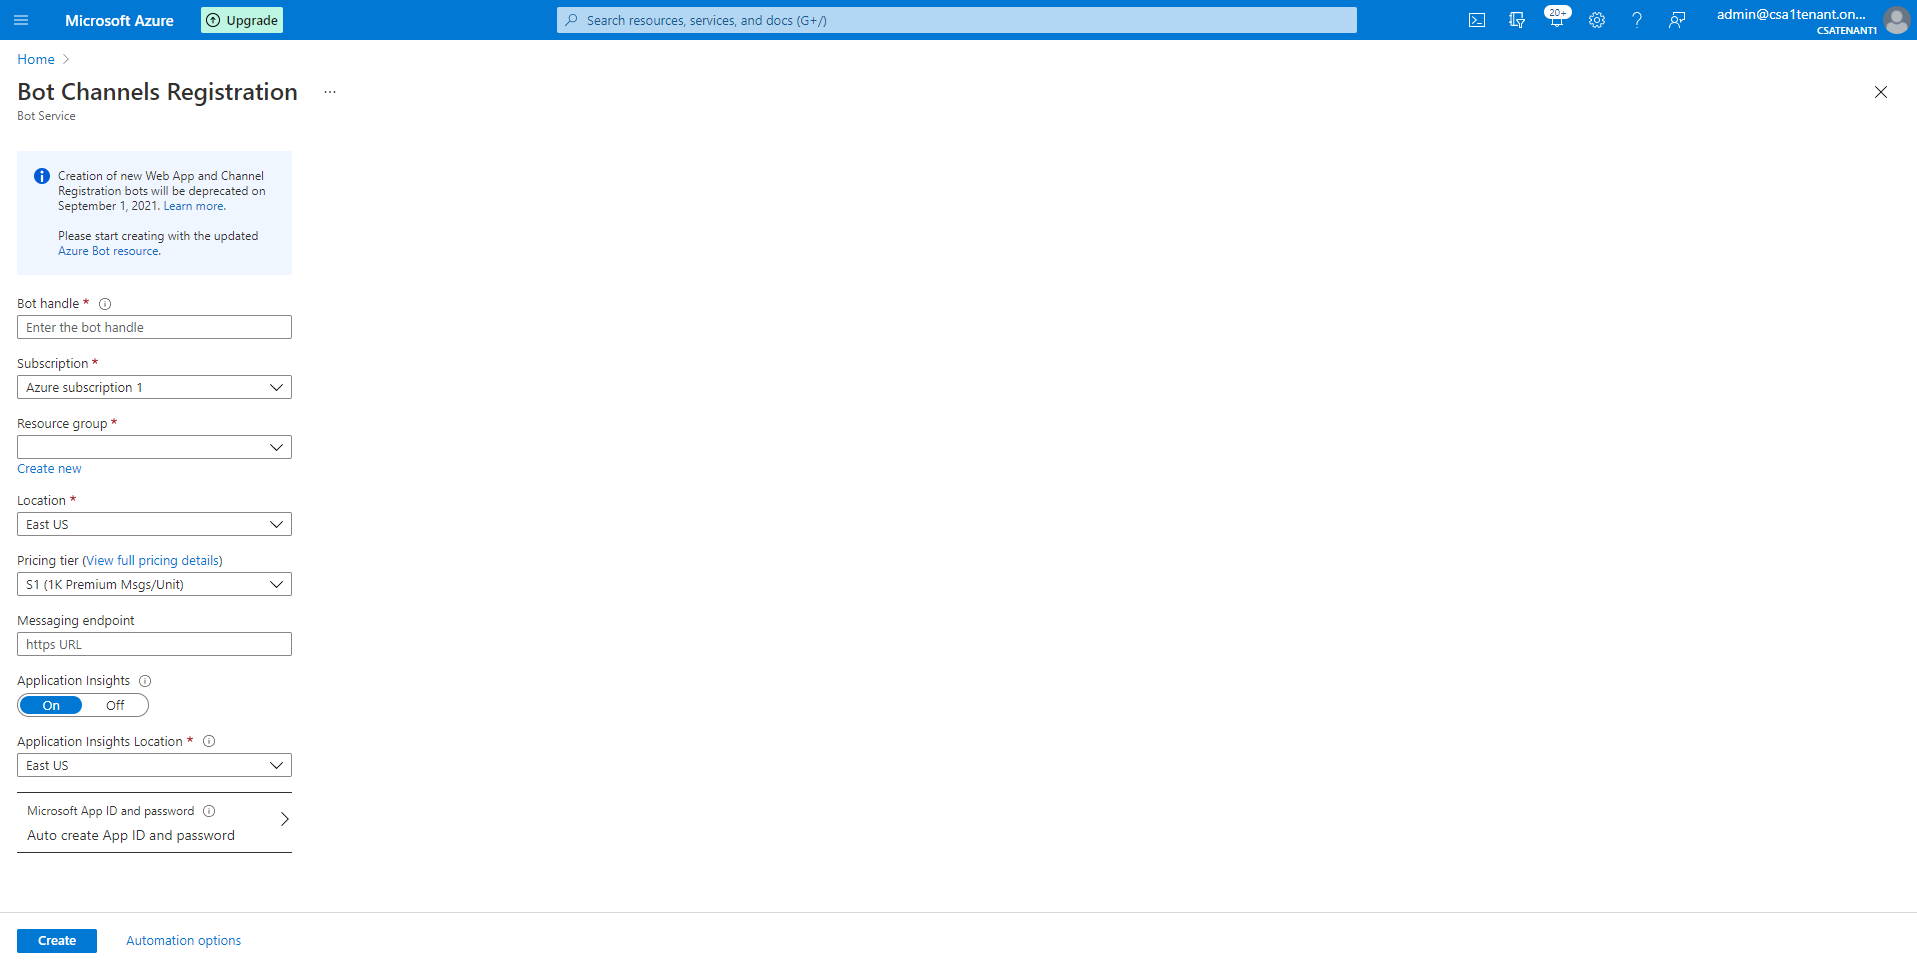 Microsoft Azure
Upgrade
Search resources, services, and docs (G+/)
20+
admin@csa1tenant.on...
CSATENANT1
Home
Bot Channels Registration ...
Bot Service
Creation of new Web App and Channel
Registration bots will be deprecated on
September 1, 2021. Learn more.
Please start creating with the updated
Azure Bot resource.
Bot handle *
Enter the bot handle
Subscription *
Azure subscription 1
Resource group *
Create new
Location *
East US
Pricing tier (View full pricing details)
S1 (1K Premium Msgs/Unit)
Messaging endpoint
https URL
Application Insights
On Off
Application Insights Location *
East US
Microsoft App ID and password
Auto create App ID and password
Create Automation options